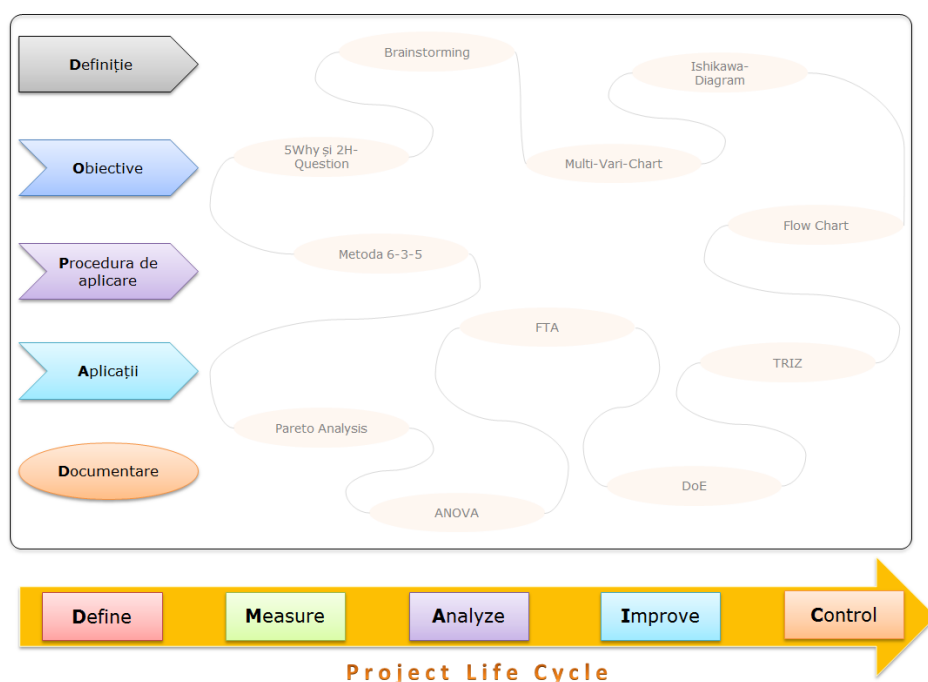 Definiție
Obiective
Procedura de
aplicare
Aplicații
Documentare
Brainstorming
Ishikawa-
Diagram
5Why și 2H-
Question
Multi-Vari-Chart
Flow Chart
Metoda 6-3-5
FTA
TRIZ
Pareto Analysis
DoE
ANOVA
Define
Measure
Analyze
Improve
Control
Project Life Cycle